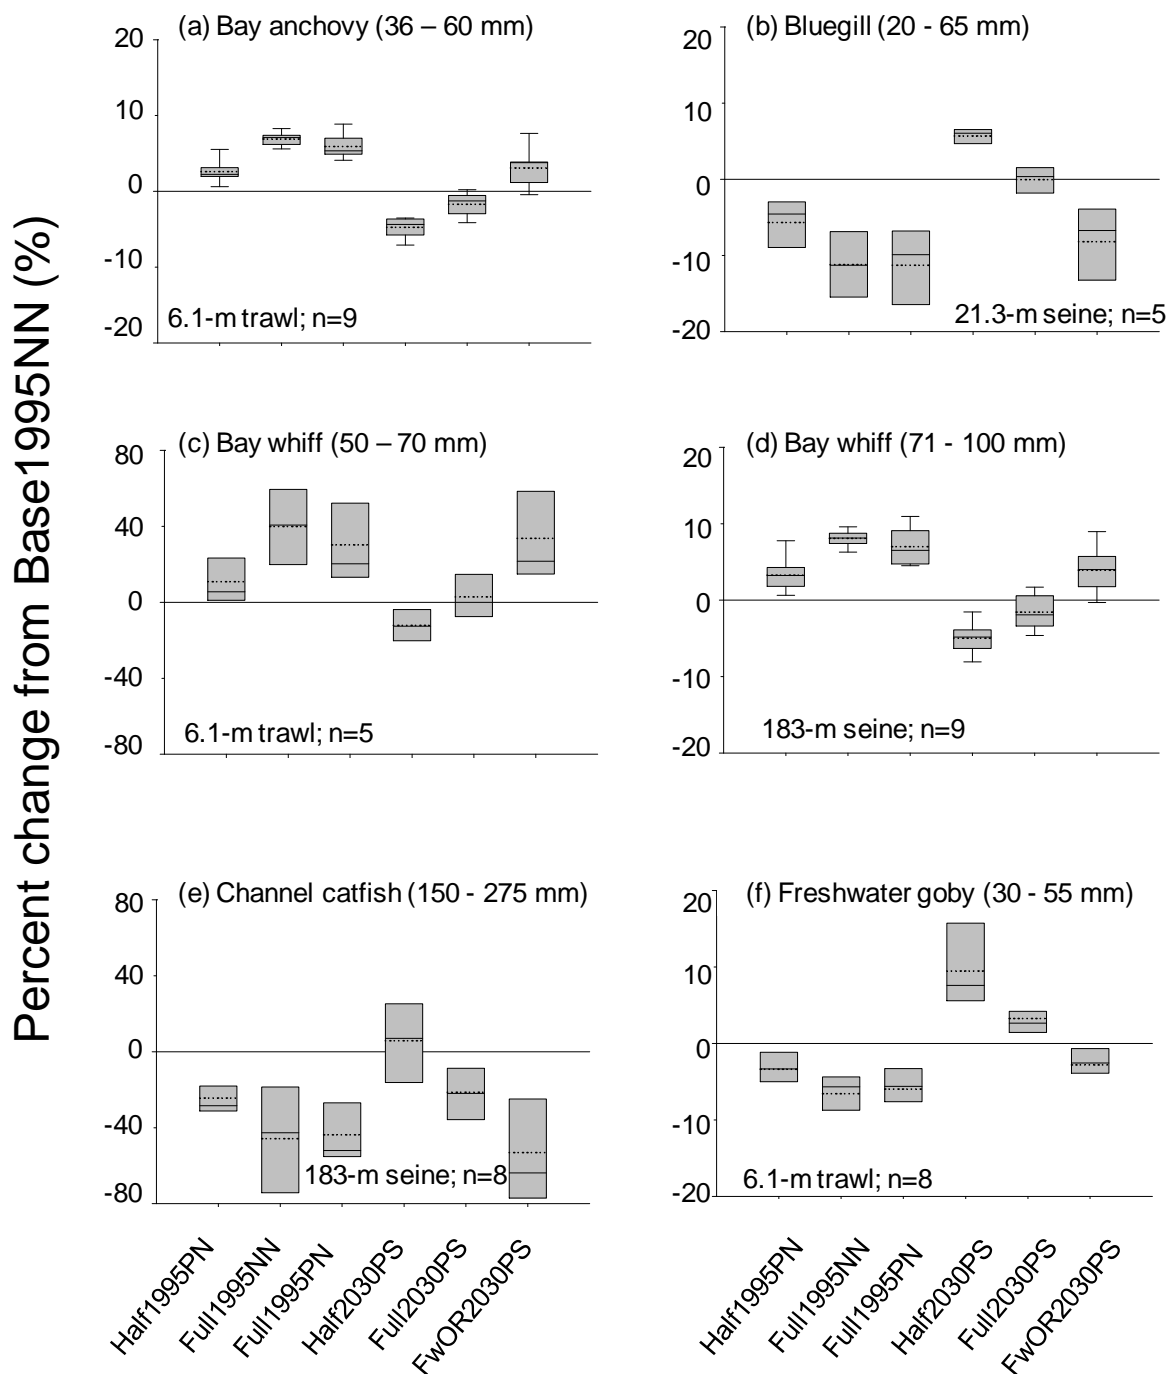 Percent change from Base1995NN (%)
(a) Bay anchovy (36 – 60 mm)
20
10
0
-10
-20
6.1-m trawl; n=9
(b) Bluegill (20 - 65 mm)
20
10
0
-10
-20
21.3-m seine; n=5
(c) Bay whiff (50 – 70 mm)
80
40
0
-40
-80
6.1-m trawl; n=5
(d) Bay whiff (71 - 100 mm)
20
10
0
-10
-20
183-m seine; n=9
(e) Channel catfish (150 - 275 mm)
80
40
0
-40
-80
183-m seine; n=8
(f) Freshwater goby (30 - 55 mm)
20
10
0
-10
-20
6.1-m trawl; n=8
Half1995PN
Full1995NN
Full1995PN
Half2030PS
Full2030PS
FwOR2030PS
Half1995PN
Full1995NN
Full1995PN
Half2030PS
Full2030PS
FwOR2030PS